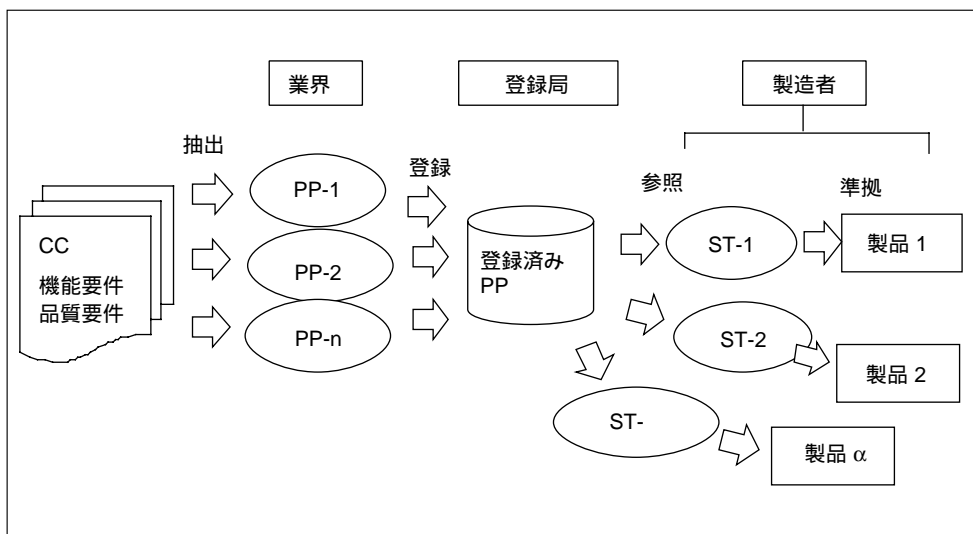 業界
登録局
製造者
抽出
登録
参照
準拠
CC
機能要件
品質要件
PP-1
PP-2
PP-n
登録済み
PP
ST-1
ST-2
ST-
製品 1
製品 2
製品 α